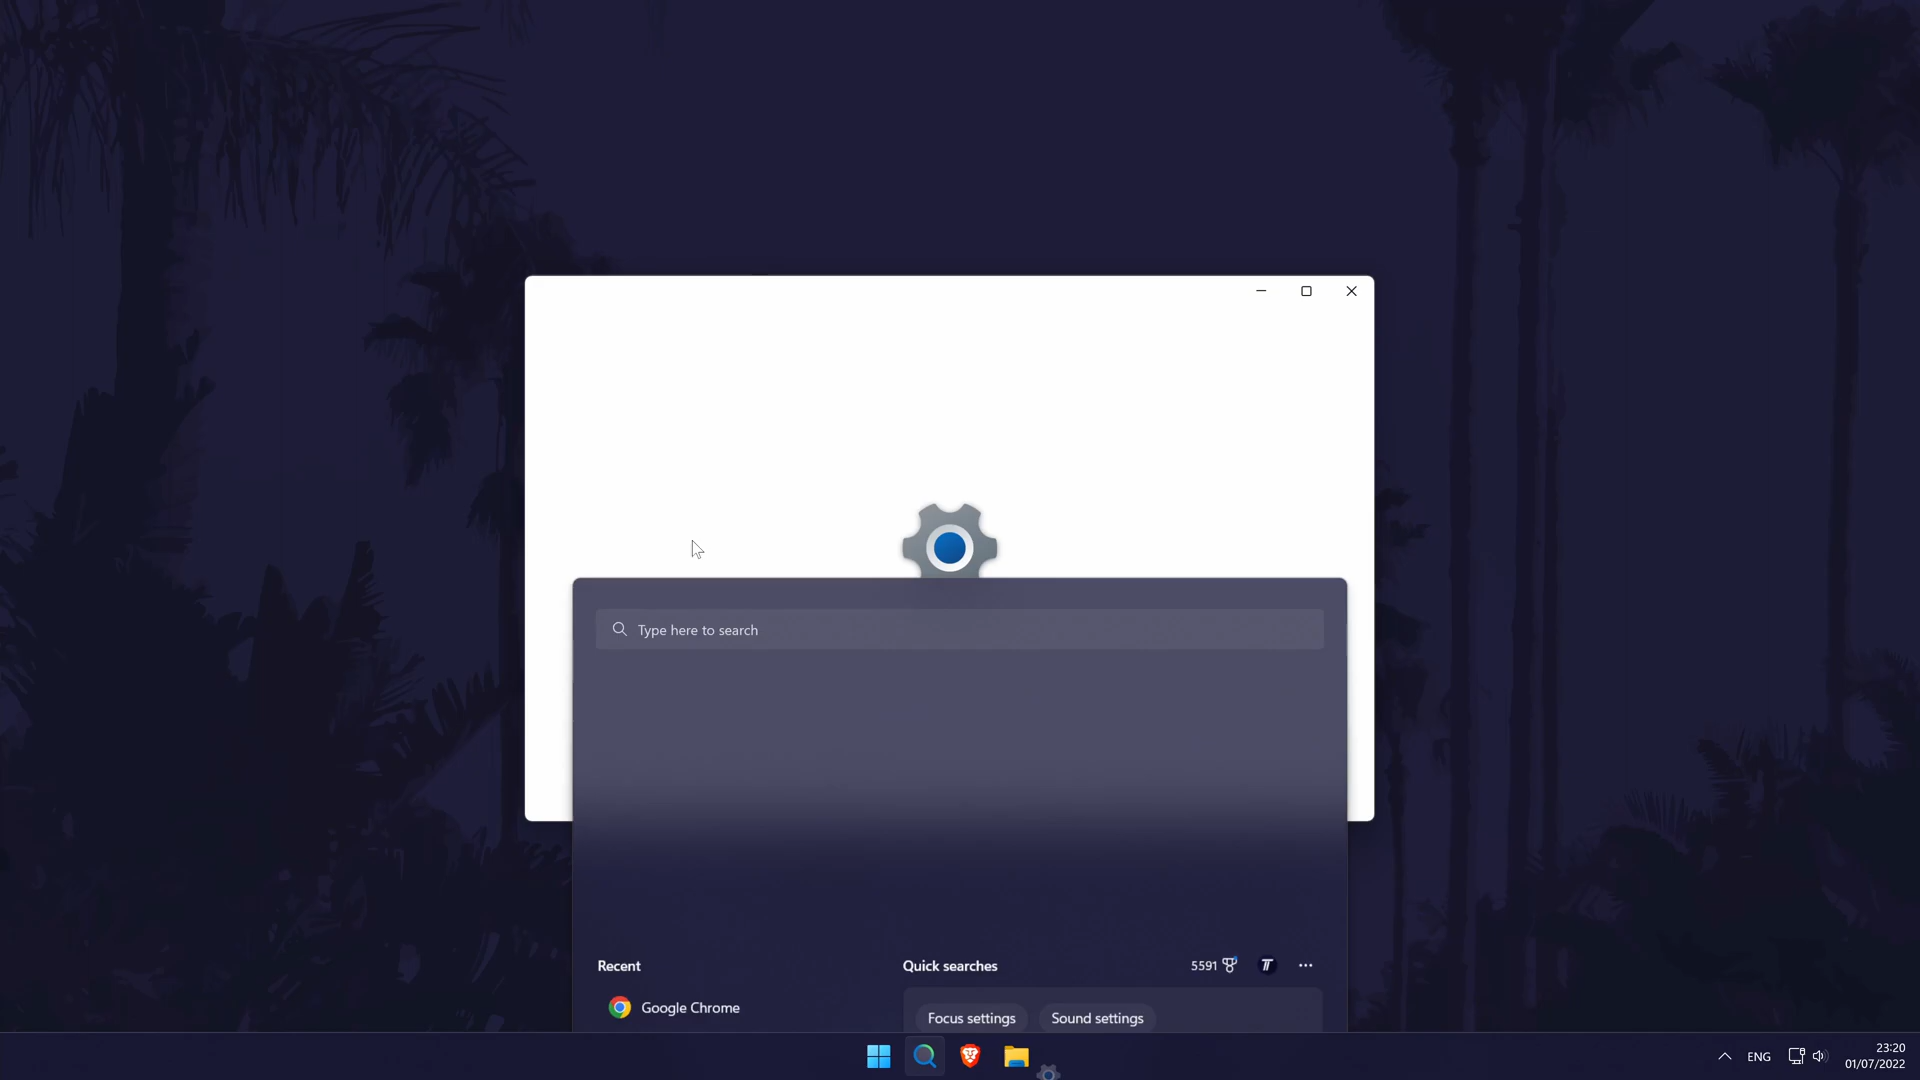 Type here to search
Recent
Quick searches
5591
Google Chrome
Focus settings
Sound settings
ENG
23:20
01/07/2022